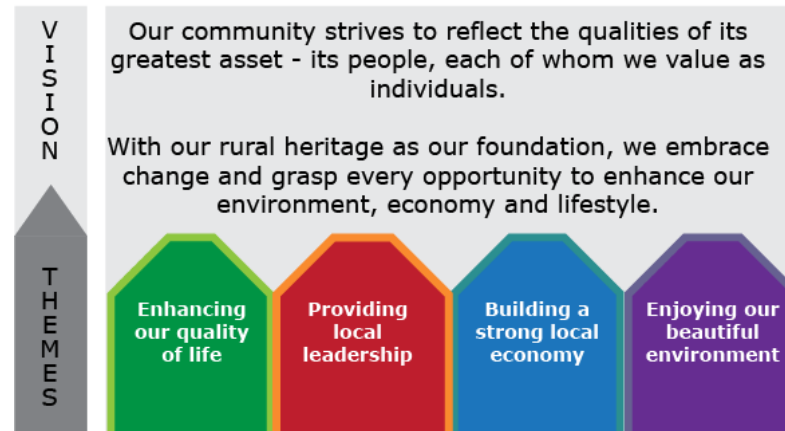 VISION
Our community strives to reflect the qualities of its
greatest asset - its people, each of whom we value as
individuals.
With our rural heritage as our foundation, we embrace
change and grasp every opportunity to enhance our
environment, economy and lifestyle.
THEMES
Enhancing
our quality
of life
Providing
local
leadership
Building a
strong local
economy
Enjoying our
beautiful
environment